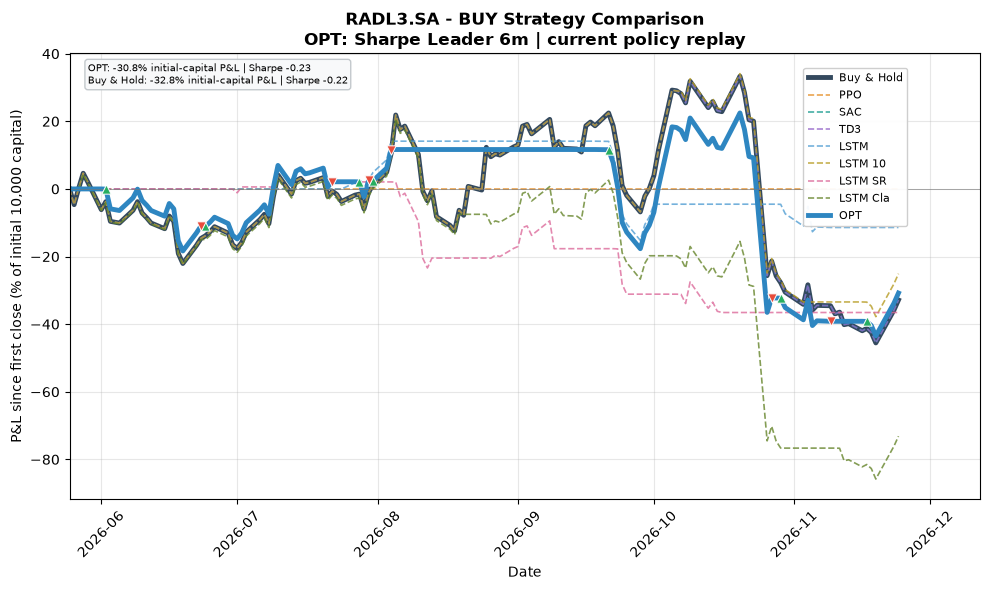 RADL3.SA - BUY Strategy Comparison
OPT: Sharpe Leader 6m | current policy replay
OPT: -30.8% initial-capital P&L | Sharpe -0.23
Buy & Hold: -32.8% initial-capital P&L | Sharpe -0.22
Buy & Hold
PPO
SAC
TD3
LSTM
LSTM 10
LSTM SR
LSTM Cla
OPT
P&L since first close (% of initial 10,000 capital)
40
20
0
−20
−40
−60
−80
2026-06
2026-07
2026-08
2026-09
2026-10
2026-11
2026-12
Date